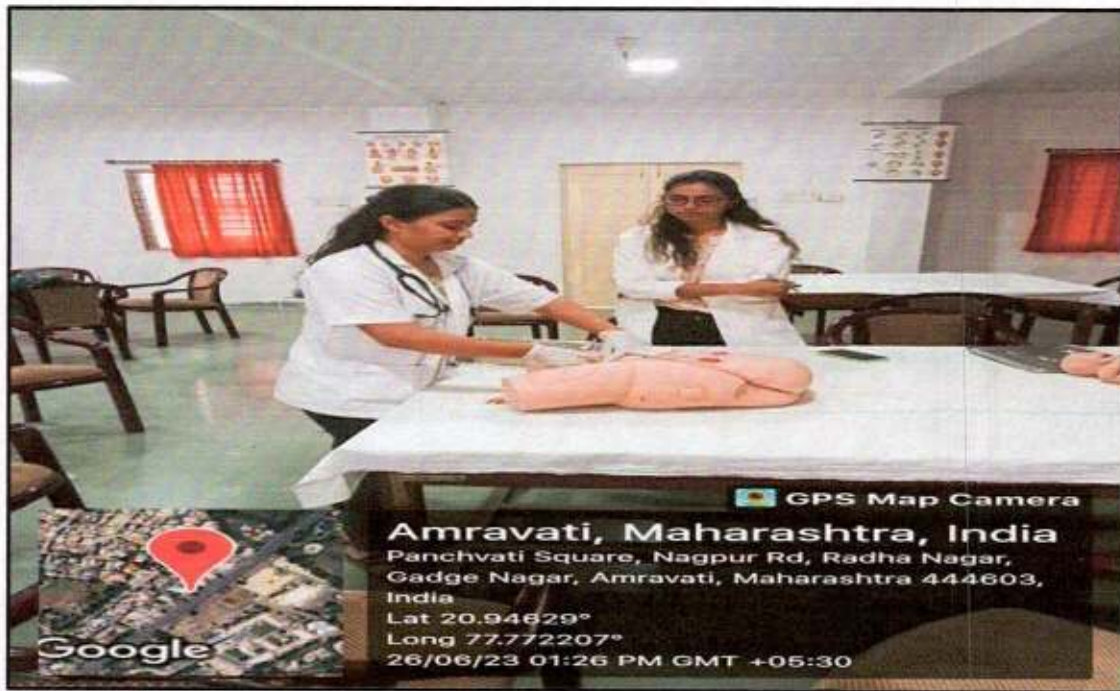 GPS Map Camera
Amravati, Maharashtra, India
Panchvati Square, Nagpur Rd, Radha Nagar,
Gadge Nagar, Amravati, Maharashtra 444603,
India
Lat 20.94629°
Long 77.772207°
26/06/23 01:26 PM GMT +05:30
Google